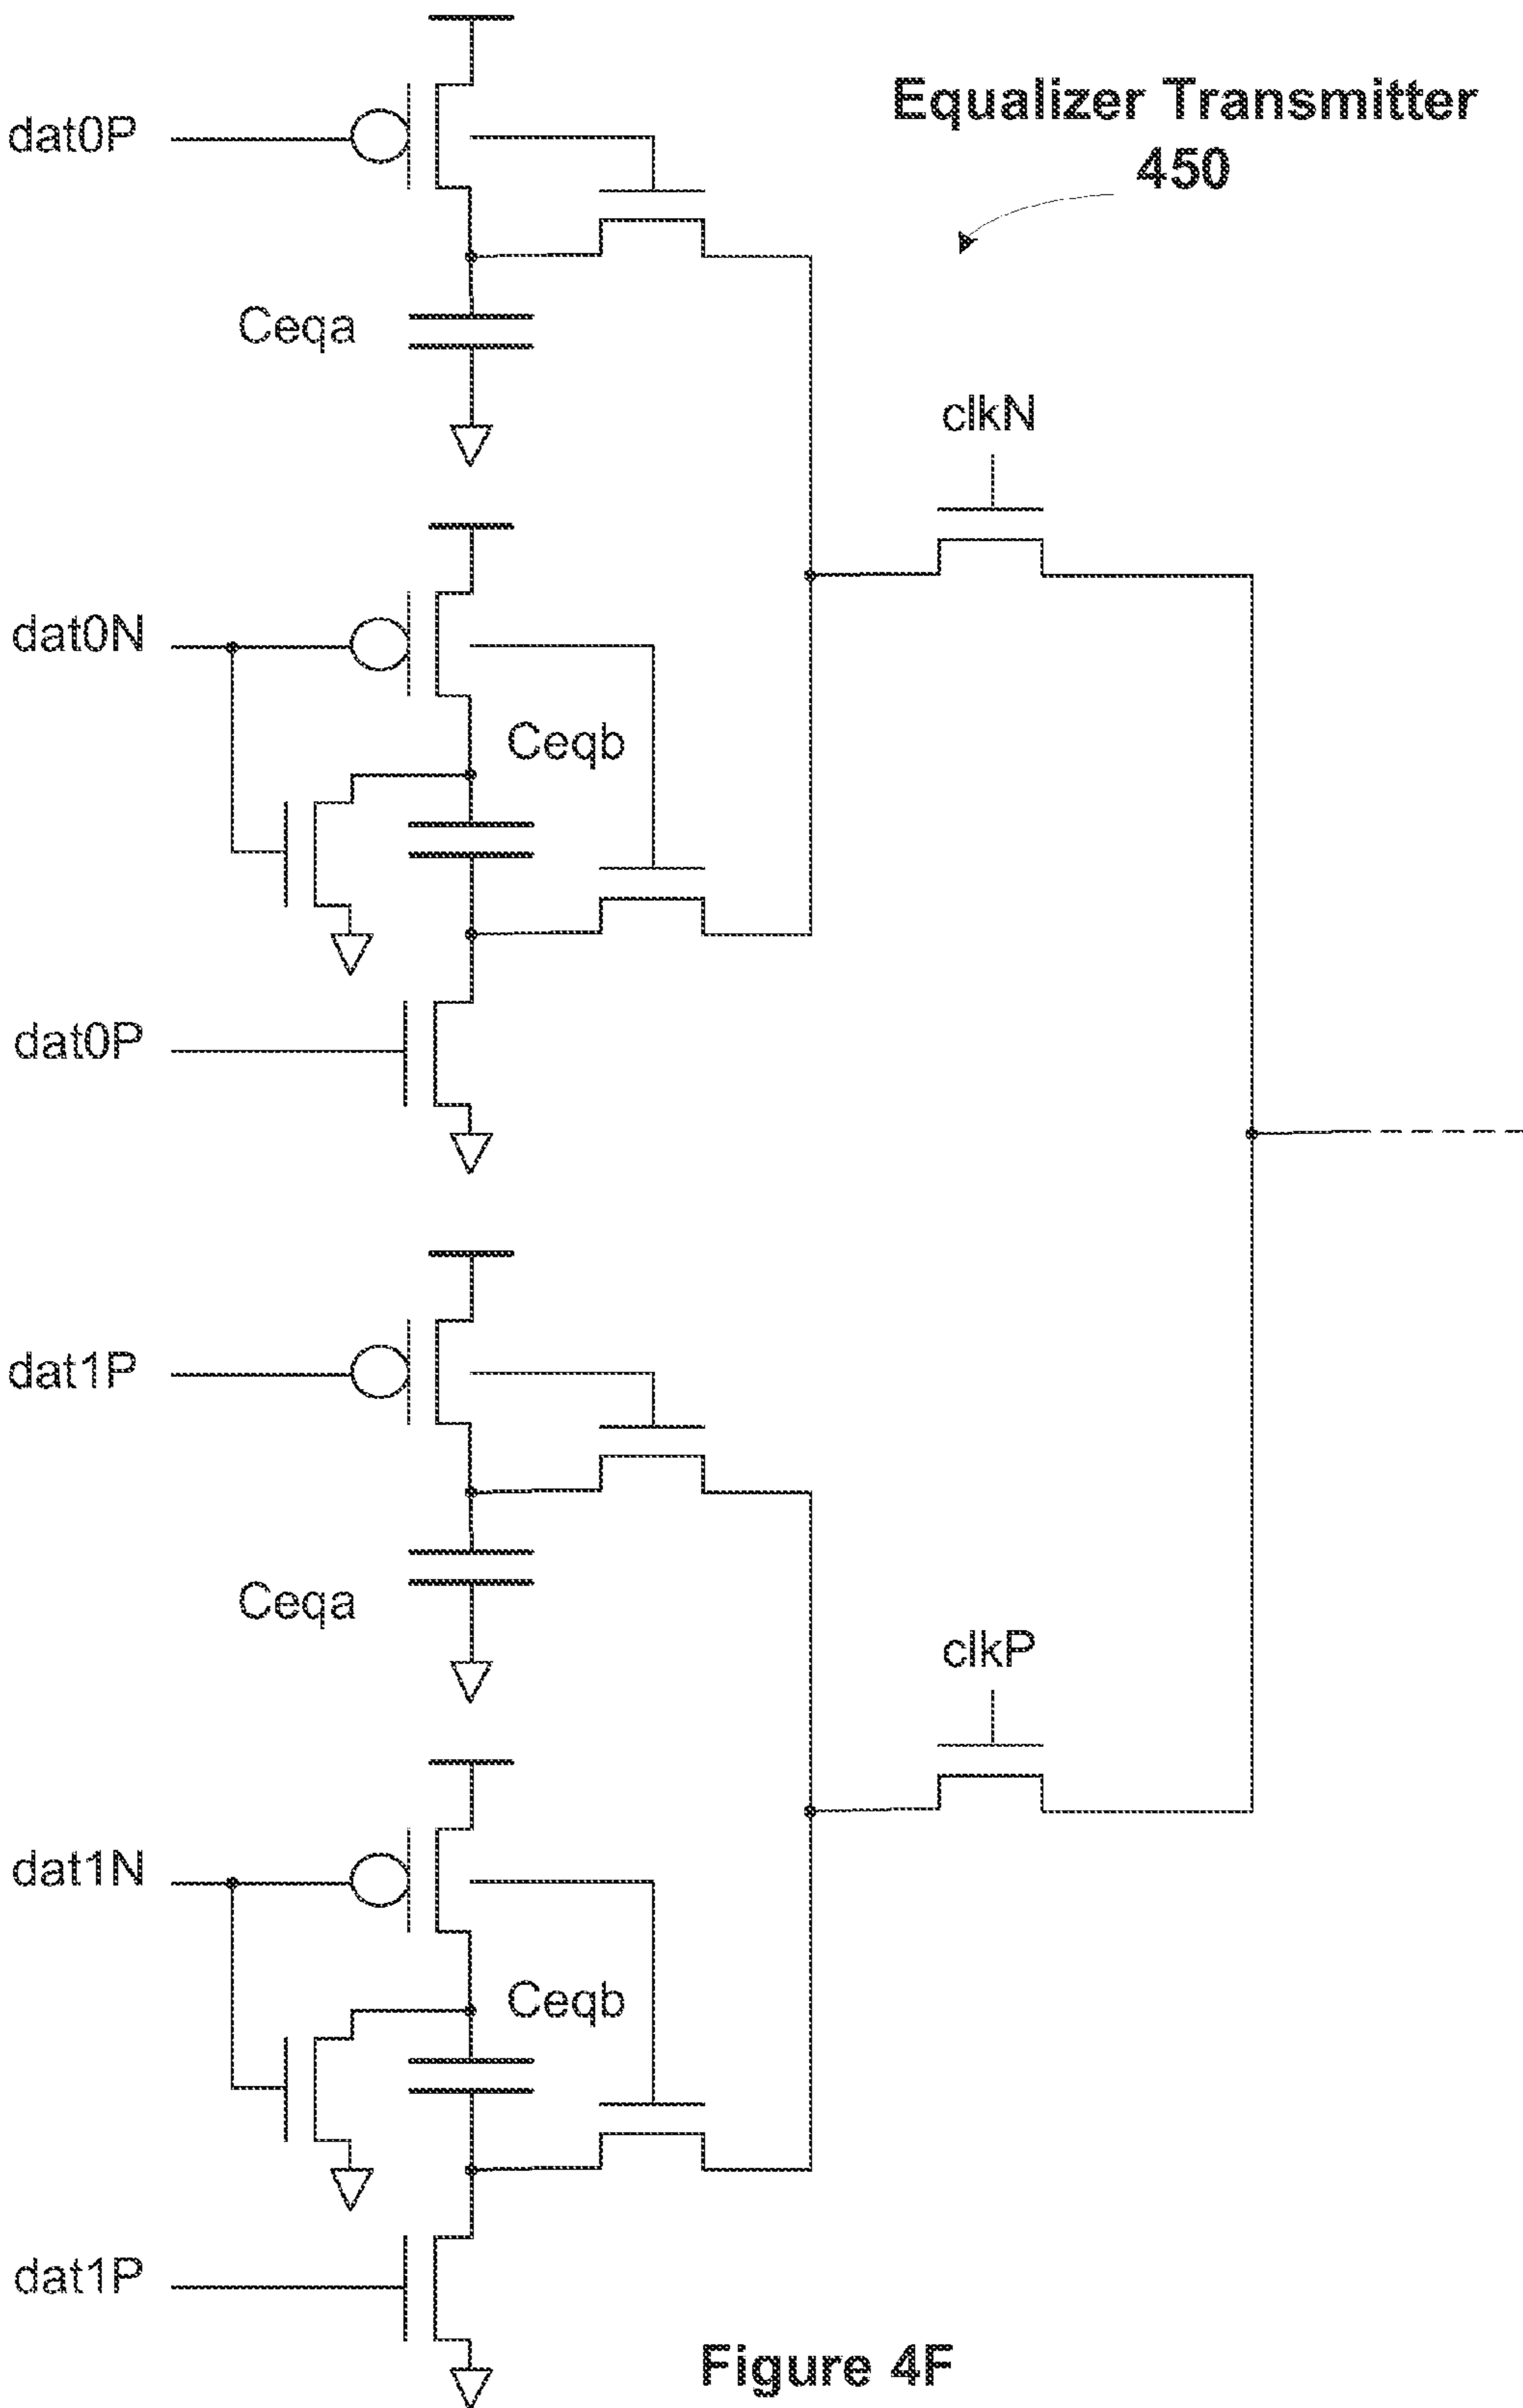 Equalizer Transmitter
450
dat0P
Ceqa
clkN
dat0N
Ceqb
dat0P
dat1P
Ceqa
clkP
dat1N
Ceqb
dat1P
Figure 4F